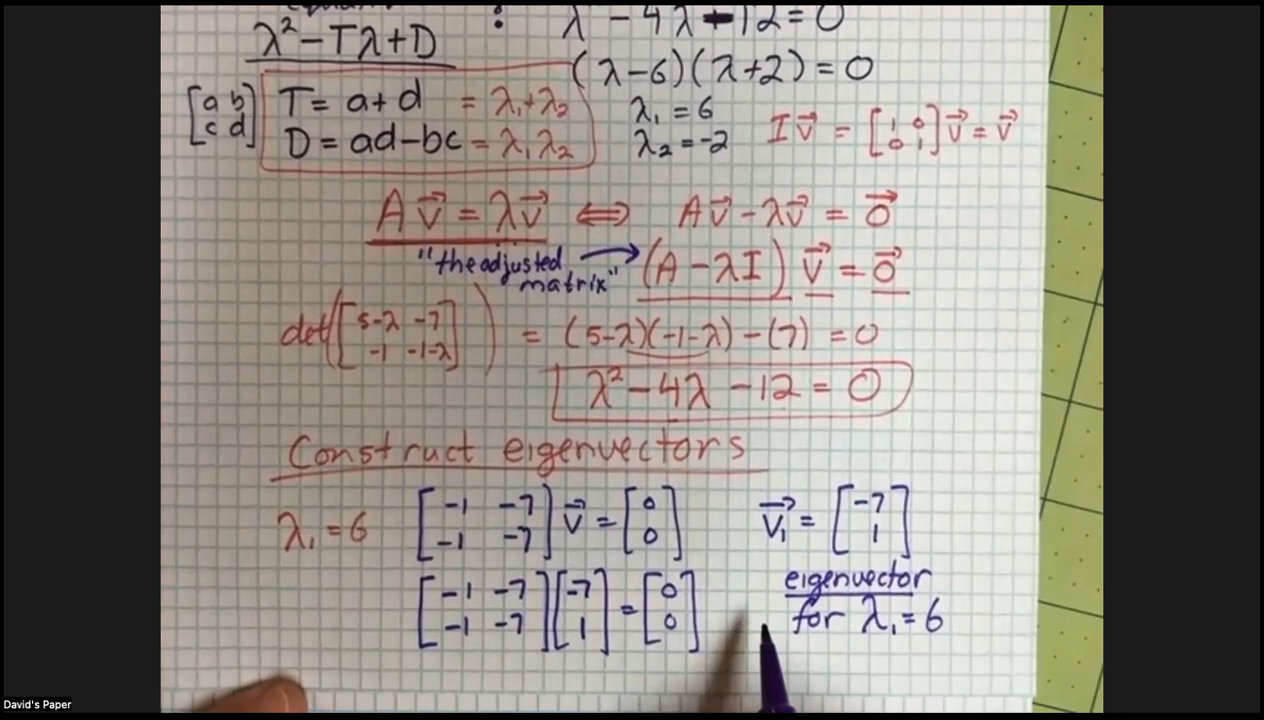 λ² - 4λ - 12 = 0
λ² - Tλ + D :
(λ-6)(λ+2) = 0
[a b; c d] T = a + d = λ₁ + λ₂
D = ad - bc = λ₁ λ₂
λ₁ = 6
λ₂ = -2
I v⃗ = [1 0; 0 1] v⃗ = v⃗
A v⃗ = λ v⃗ ⟺ A v⃗ - λ v⃗ = 0⃗
"the adjusted matrix" → (A - λI) v⃗ = 0⃗
det([5-λ -7; -1 -1-λ]) = (5-λ)(-1-λ) - (7) = 0
λ² - 4λ - 12 = 0
Construct eigenvectors
λ₁ = 6 [-1 -7; -1 -7] v⃗ = [0; 0] v⃗₁ = [-7; 1]
[-1 -7; -1 -7] [-7; 1] = [0; 0]
eigenvector
for λ₁ = 6
David's Paper